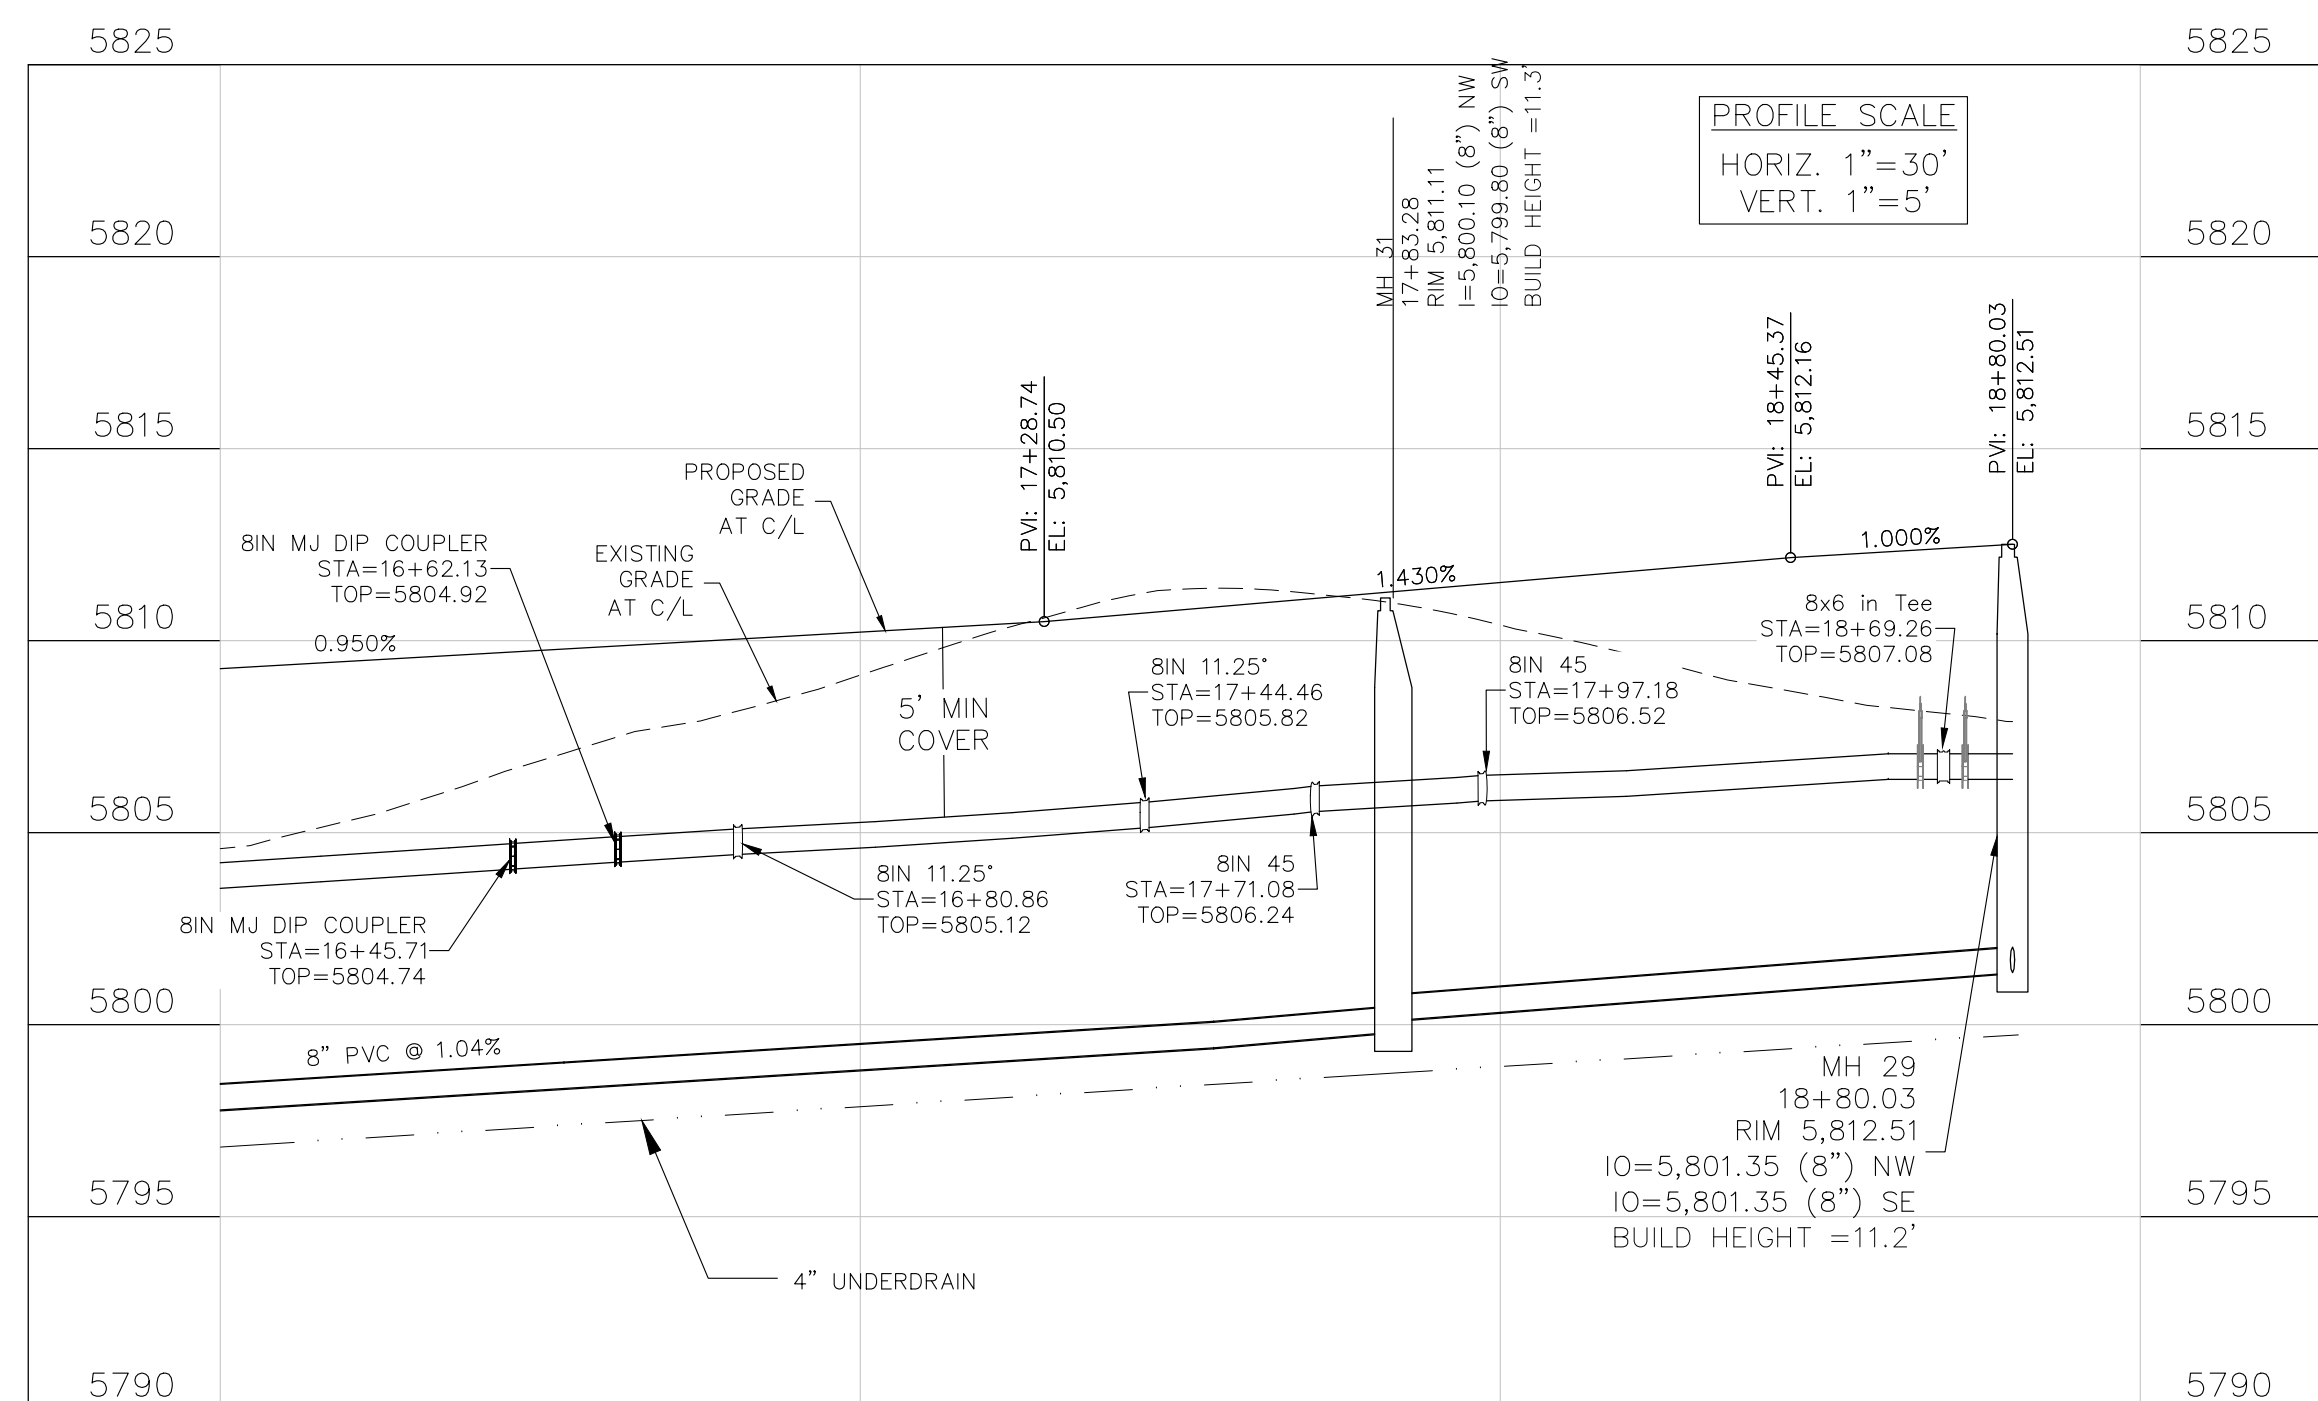 5825
5825
PROFILE SCALE
HORIZ. 1"=30'
VERT. 1"=5'
MH 31
17+83.28
RIM 5,811.11
I=5,800.10 (8") NW
IO=5,799.80 (8") SW
BUILD HEIGHT =11.3'
5820
5820
PVI: 17+28.74
EL: 5,810.50
PVI: 18+45.37
EL: 5,812.16
PVI: 18+80.03
EL: 5,812.51
5815
5815
PROPOSED
GRADE
AT C/L
8IN MJ DIP COUPLER
STA=16+62.13
TOP=5804.92
EXISTING
GRADE
AT C/L
1.000%
1.430%
0.950%
5810
5810
8x6 in Tee
STA=18+69.26
TOP=5807.08
8IN 11.25°
STA=17+44.46
TOP=5805.82
8IN 45
STA=17+97.18
TOP=5806.52
5' MIN
COVER
5805
5805
8IN 11.25°
STA=16+80.86
TOP=5805.12
8IN 45
STA=17+71.08
TOP=5806.24
8IN MJ DIP COUPLER
STA=16+45.71
TOP=5804.74
5800
5800
8" PVC @ 1.04%
MH 29
18+80.03
RIM 5,812.51
IO=5,801.35 (8") NW
IO=5,801.35 (8") SE
BUILD HEIGHT =11.2'
5795
5795
4" UNDERDRAIN
5790
5790